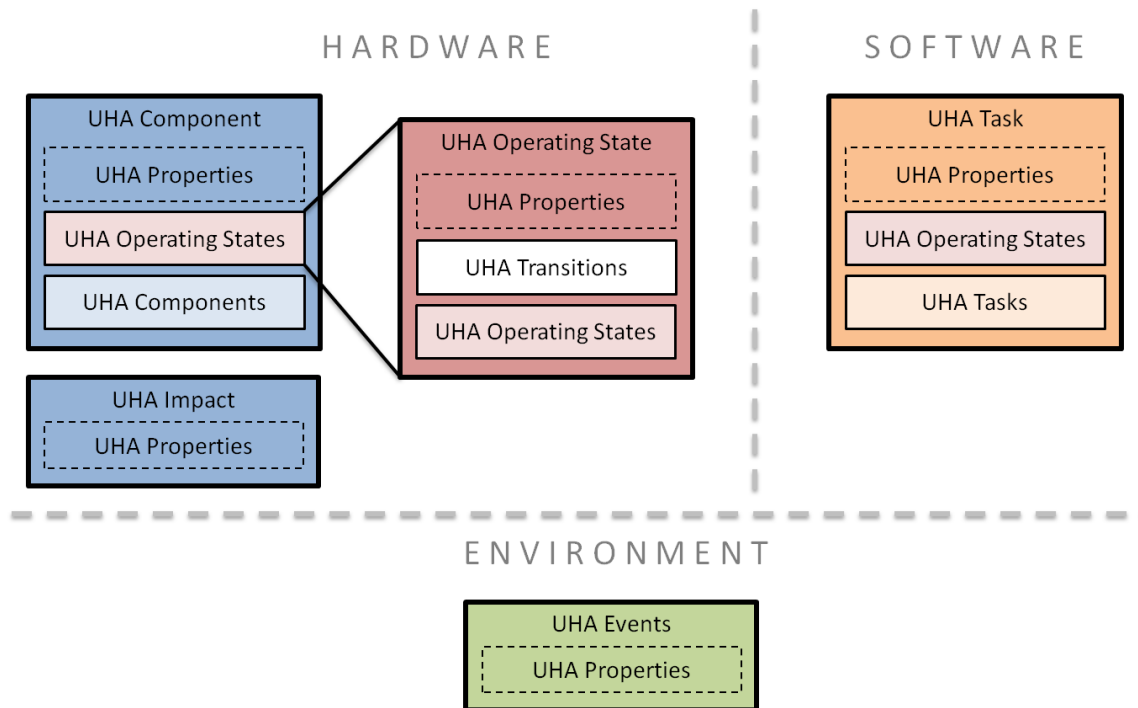 HARDWARE
SOFTWARE
UHA Component
UHA Properties
UHA Operating States
UHA Components
UHA Operating State
UHA Properties
UHA Transitions
UHA Operating States
UHA Task
UHA Properties
UHA Operating States
UHA Tasks
UHA Impact
UHA Properties
ENVIRONMENT
UHA Events
UHA Properties